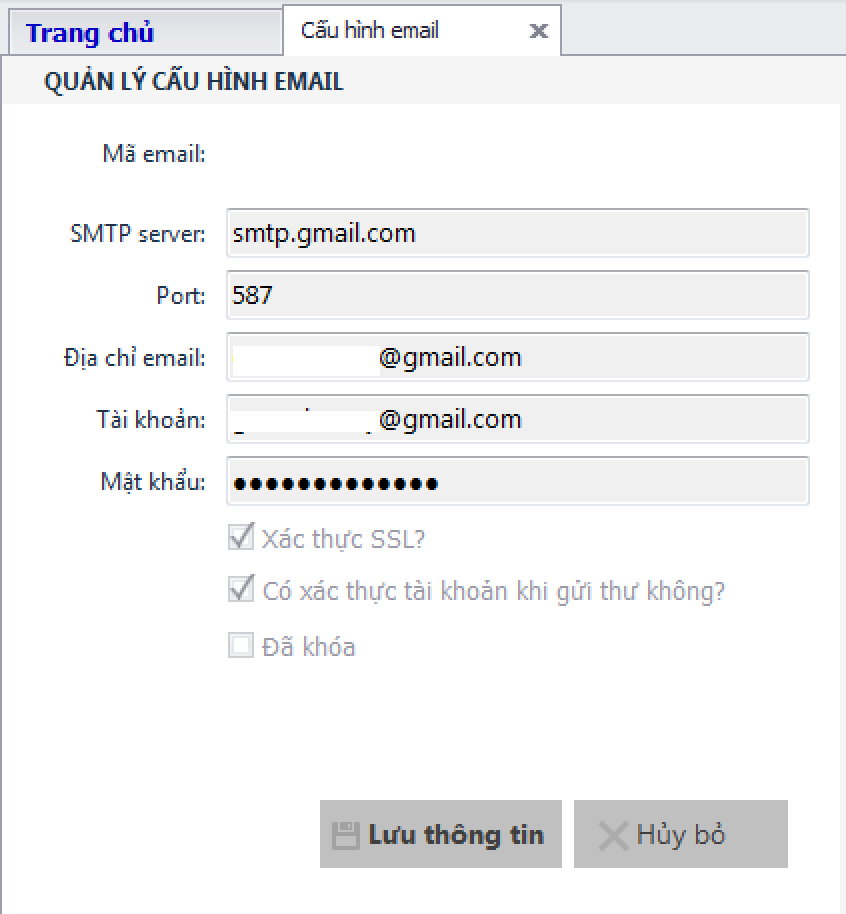 Trang chủ
Cấu hình email
QUẢN LÝ CẤU HÌNH EMAIL
Mã email:
SMTP server: smtp.gmail.com
Port: 587
Địa chỉ email: @gmail.com
Tài khoản: @gmail.com
Mật khẩu: ●●●●●●●●●●●●●
Xác thực SSL?
Có xác thực tài khoản khi gửi thư không?
Đã khóa
Lưu thông tin
Hủy bỏ